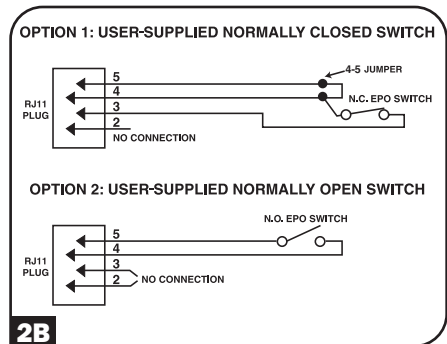 OPTION 1: USER-SUPPLIED NORMALLY CLOSED SWITCH
5
4-5 JUMPER
4
N.C. EPO SWITCH
RJ11
PLUG
3
2
NO CONNECTION
OPTION 2: USER-SUPPLIED NORMALLY OPEN SWITCH
N.O. EPO SWITCH
5
4
RJ11
PLUG
3
2
NO CONNECTION
2B